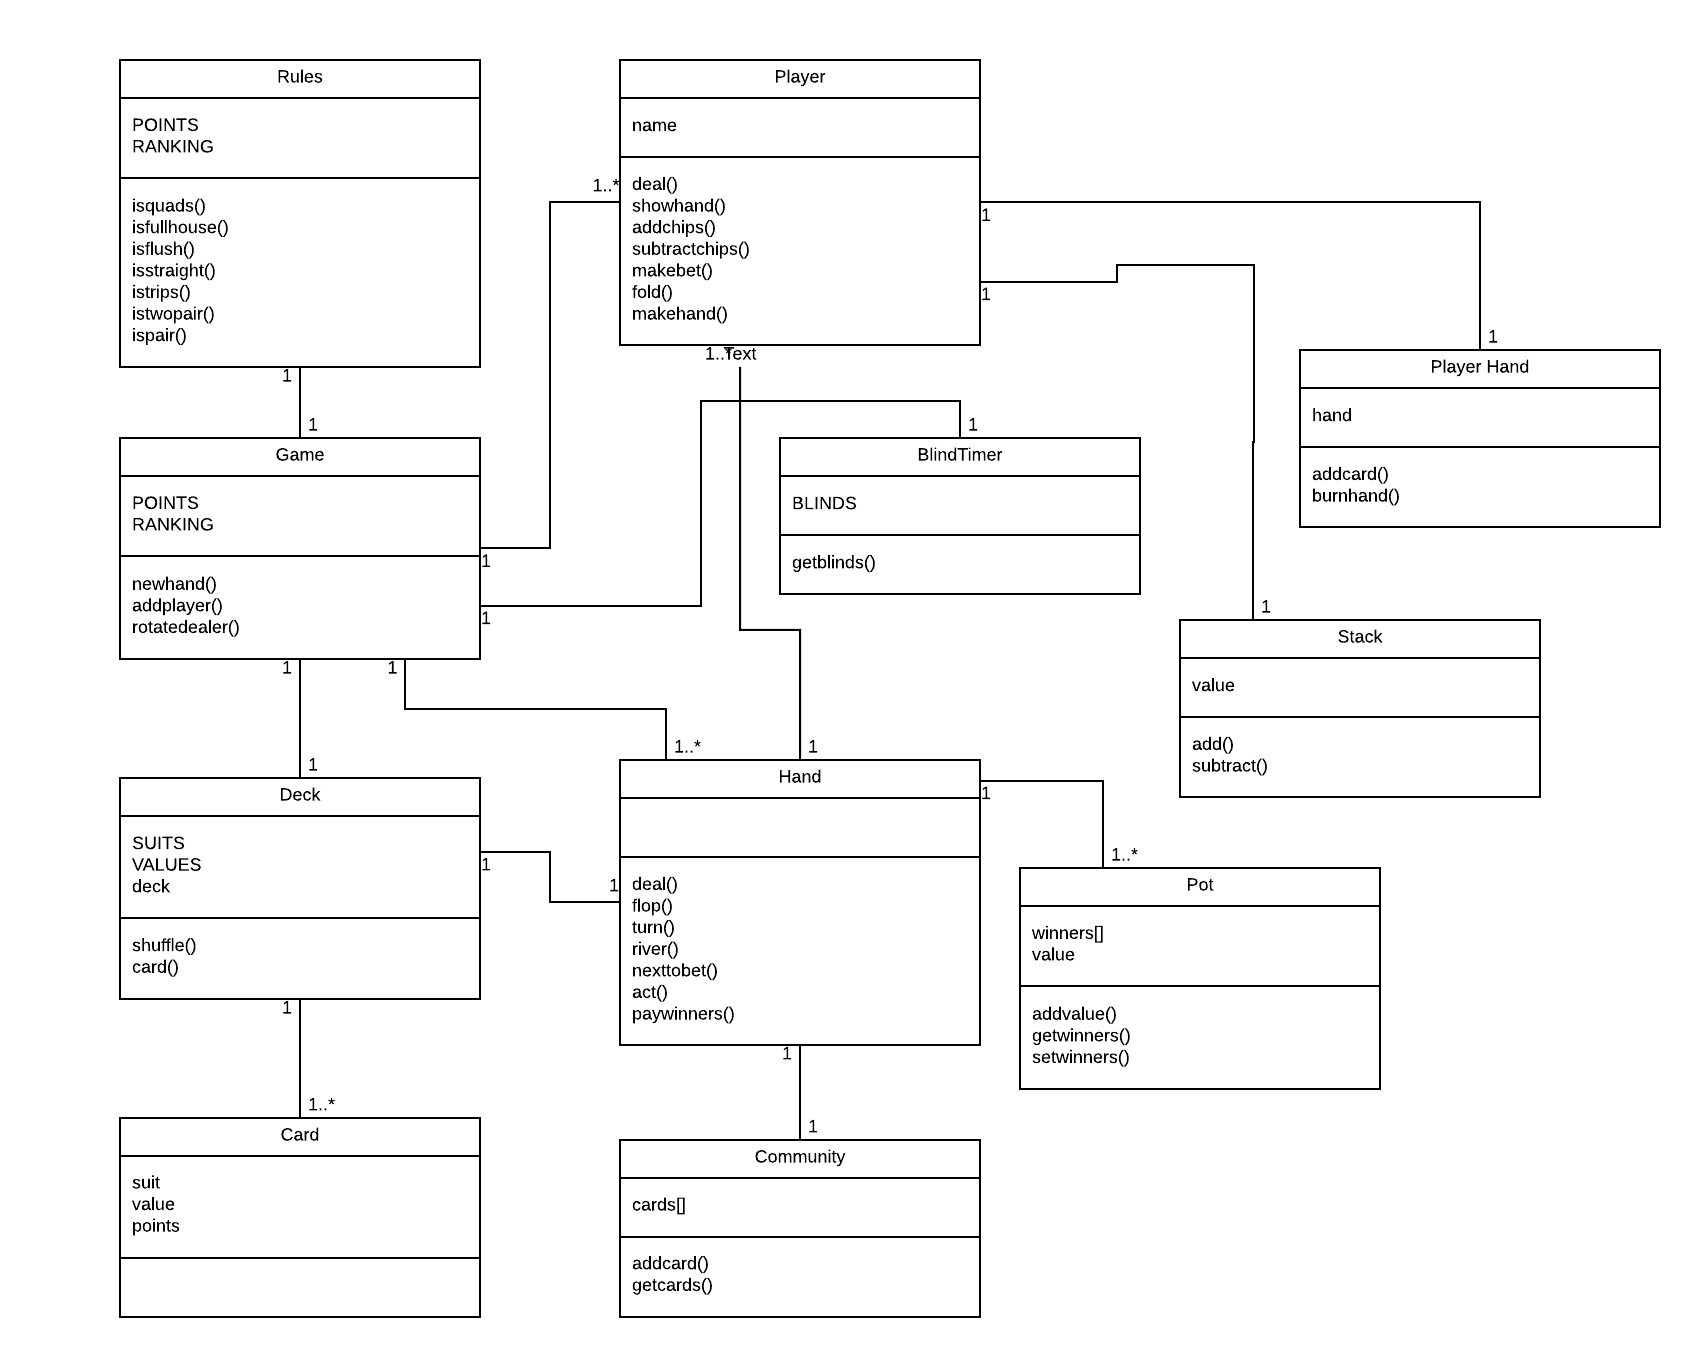 Rules
POINTS
RANKING
isquads()
isfullhouse()
isflush()
isstraight()
istrips()
istwopair()
ispair()
1
1
Game
POINTS
RANKING
newhand()
addplayer()
rotatedealer()
1
1
1
1
1
Deck
SUITS
VALUES
deck
shuffle()
card()
1
1
1..*
Card
suit
value
points
Player
name
1..*
deal()
showhand()
addchips()
subtractchips()
makebet()
fold()
makehand()
1
1
1..*
Text
1
BlindTimer
BLINDS
getblinds()
1..*
1
Hand
1
1
deal()
flop()
turn()
river()
nexttobet()
act()
paywinners()
1
1
Community
cards[]
addcard()
getcards()
1
Player Hand
hand
addcard()
burnhand()
1
Stack
value
add()
subtract()
1..*
Pot
winners[]
value
addvalue()
getwinners()
setwinners()